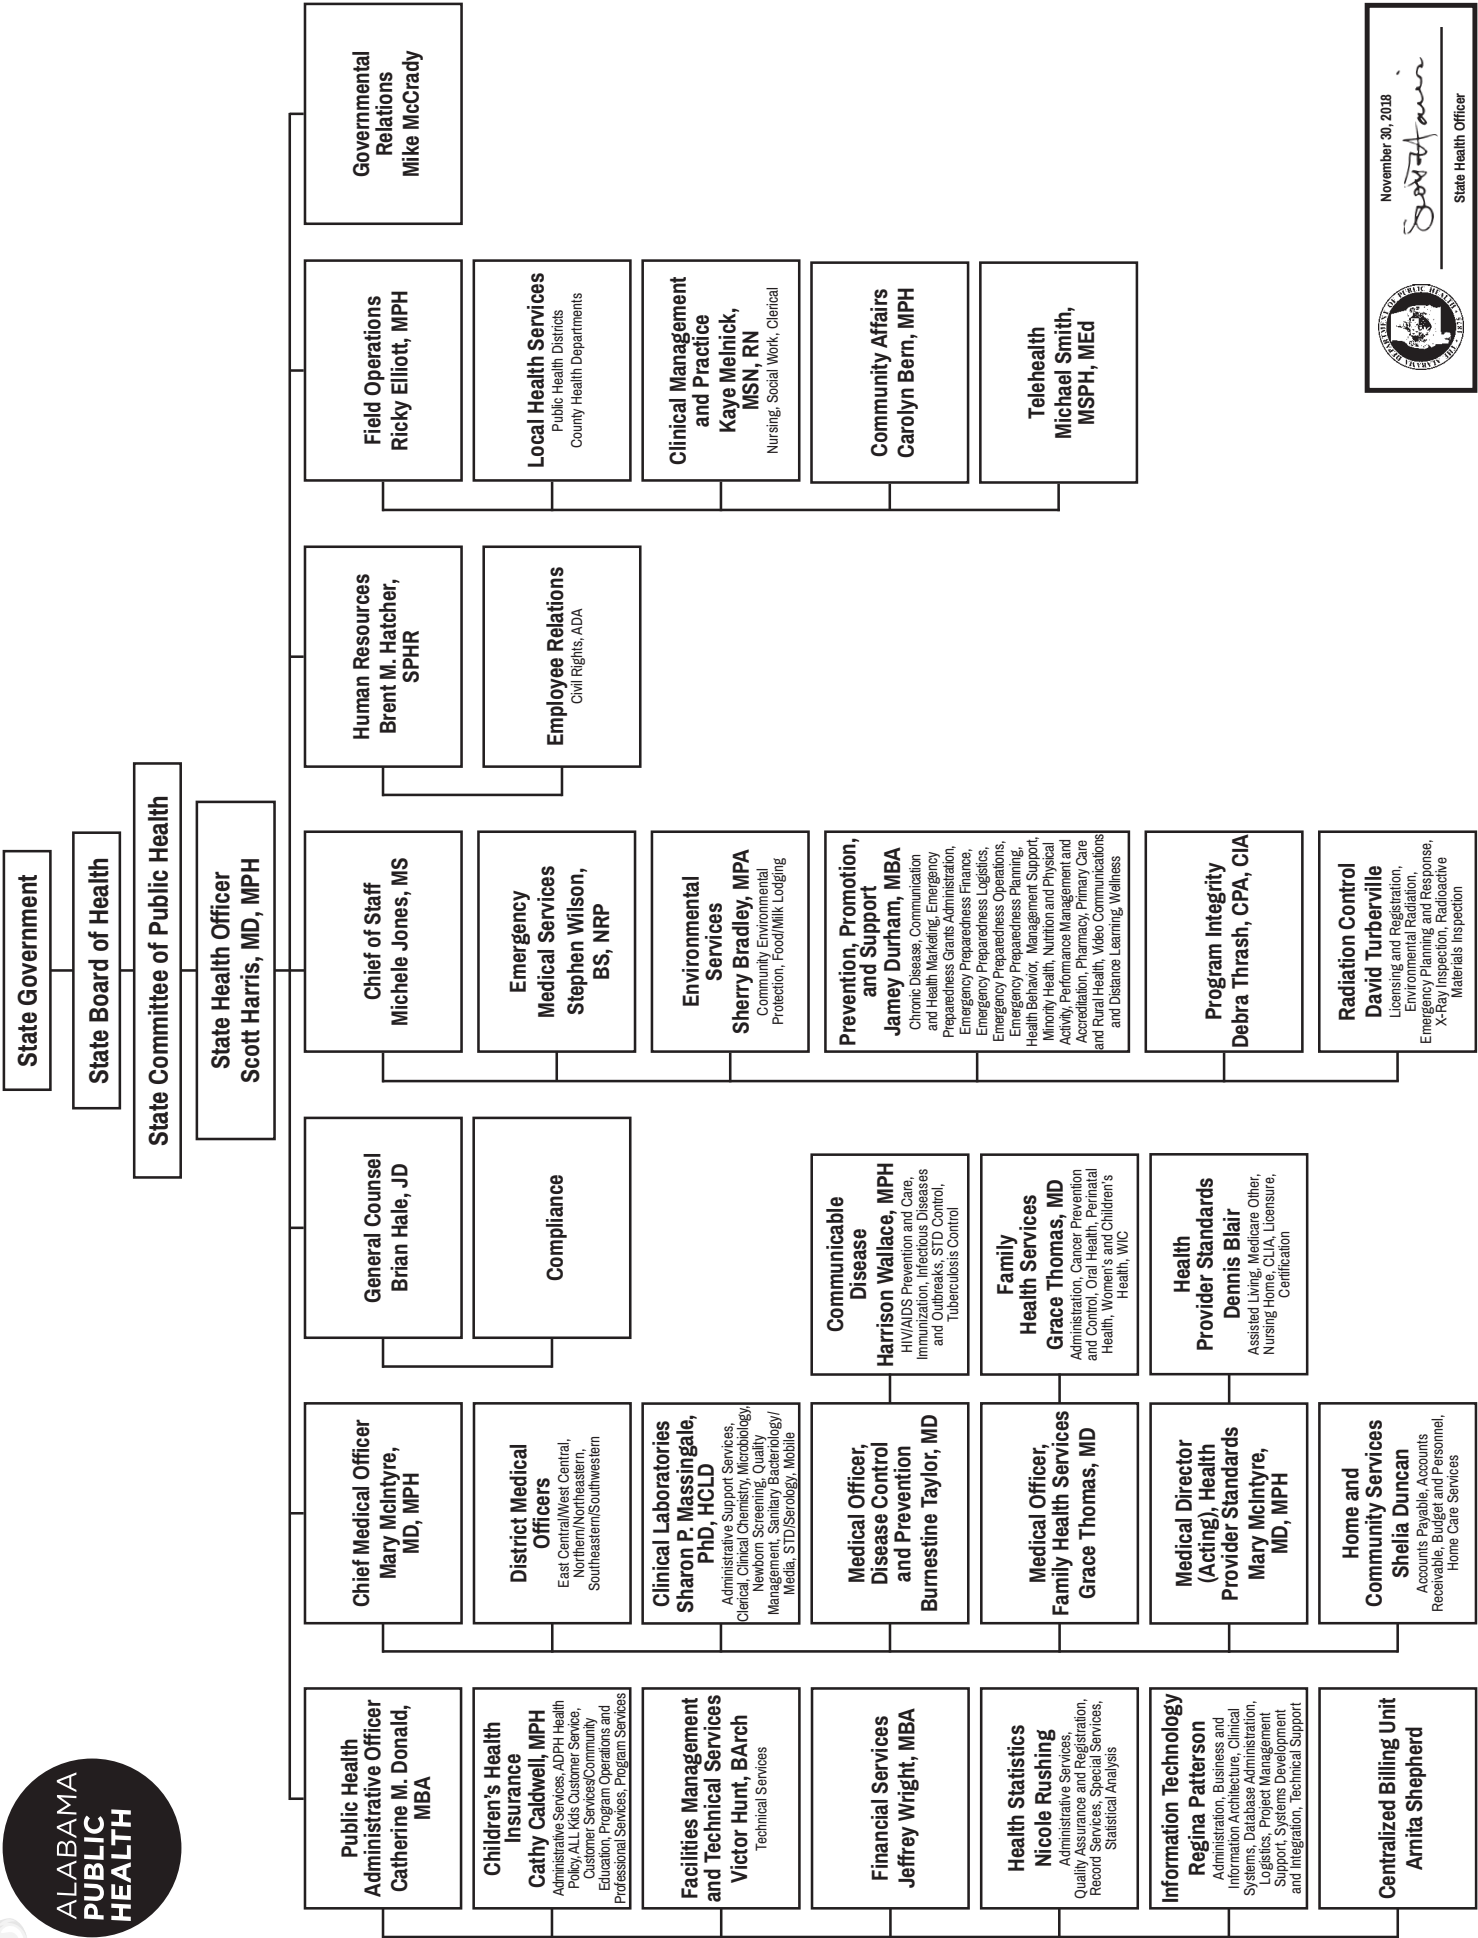 ALABAMA
PUBLIC
HEALTH
State Government
State Board of Health
State Committee of Public Health
State Health Officer
Scott Harris, MD, MPH
Public Health
Administrative Officer
Catherine M. Donald,
MBA
Children's Health
Insurance
Cathy Caldwell, MPH
Administrative Services, ADPH Health
Policy, ALL Kids Customer Service,
Customer Services/Community
Education, Program Operations and
Professional Services, Program Services
Facilities Management
and Technical Services
Victor Hunt, BArch
Technical Services
Financial Services
Jeffrey Wright, MBA
Health Statistics
Nicole Rushing
Administrative Services,
Quality Assurance and Registration,
Record Services, Special Services,
Statistical Analysis
Information Technology
Regina Patterson
Administration, Business and
Information Architecture, Clinical
Systems, Database Administration,
Logistics, Project Management
Support, Systems Development
and Integration, Technical Support
Centralized Billing Unit
Arnita Shepherd
Chief Medical Officer
Mary McIntyre,
MD, MPH
District Medical
Officers
East Central/West Central,
Northern/Northeastern,
Southeastern/Southwestern
Clinical Laboratories
Sharon P. Massingale,
PhD, HCLD
Administrative Support Services,
Clerical, Clinical Chemistry, Microbiology,
Newborn Screening, Quality
Management, Sanitary Bacteriology/
Media, STD/Serology, Mobile
Medical Officer,
Disease Control
and Prevention
Burnestine Taylor, MD
Communicable
Disease
Harrison Wallace, MPH
HIV/AIDS Prevention and Care,
Immunization, Infectious Diseases
and Outbreaks, STD Control,
Tuberculosis Control
Medical Officer,
Family Health Services
Grace Thomas, MD
Family
Health Services
Grace Thomas, MD
Administration, Cancer Prevention
and Control, Oral Health, Perinatal
Health, Women's and Children's
Health, WIC
Medical Director
(Acting), Health
Provider Standards
Mary McIntyre,
MD, MPH
Health
Provider Standards
Dennis Blair
Assisted Living, Medicare Other,
Nursing Home, CLIA, Licensure,
Certification
Home and
Community Services
Shelia Duncan
Accounts Payable, Accounts
Receivable, Budget and Personnel,
Home Care Services
General Counsel
Brian Hale, JD
Compliance
Chief of Staff
Michele Jones, MS
Emergency
Medical Services
Stephen Wilson,
BS, NRP
Environmental
Services
Sherry Bradley, MPA
Community Environmental
Protection, Food/Milk Lodging
Prevention, Promotion,
and Support
Jamey Durham, MBA
Chronic Disease, Communication
and Health Marketing, Emergency
Preparedness Grants Administration,
Emergency Preparedness Finance,
Emergency Preparedness Logistics,
Emergency Preparedness Operations,
Emergency Preparedness Planning,
Health Behavior, Management Support,
Minority Health, Nutrition and Physical
Activity, Performance Management and
Accreditation, Pharmacy, Primary Care
and Rural Health, Video Communications
and Distance Learning, Wellness
Program Integrity
Debra Thrash, CPA, CIA
Radiation Control
David Turberville
Licensing and Registration,
Environmental Radiation,
Emergency Planning and Response,
X-Ray Inspection, Radioactive
Materials Inspection
Human Resources
Brent M. Hatcher,
SPHR
Employee Relations
Civil Rights, ADA
Field Operations
Ricky Elliott, MPH
Local Health Services
Public Health Districts
County Health Departments
Clinical Management
and Practice
Kaye Melnick,
MSN, RN
Nursing, Social Work, Clerical
Community Affairs
Carolyn Bern, MPH
Telehealth
Michael Smith,
MSPH, MEd
Governmental
Relations
Mike McCrady
THE ALABAMA DEPARTMENT OF PUBLIC HEALTH • 1875 •
November 30, 2018
Scott Harris
State Health Officer